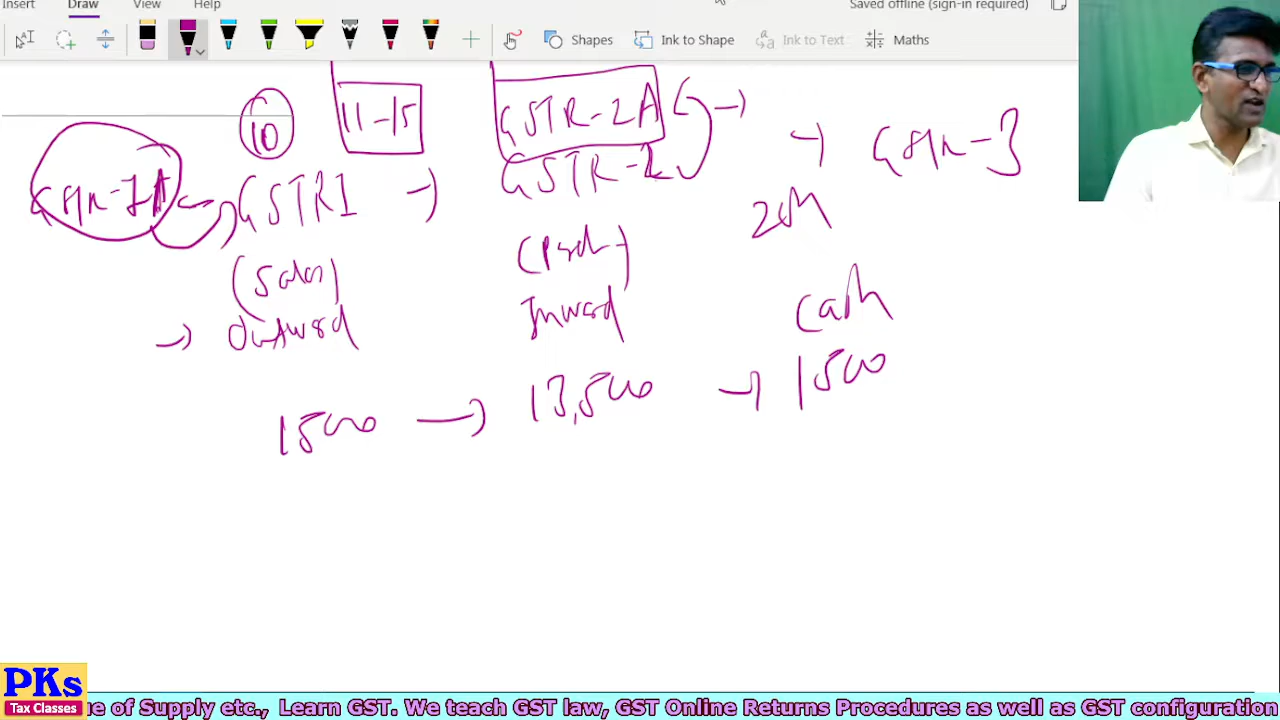 Insert Draw View Help Saved offline (sign-in required)
Shapes Ink to Shape Ink to Text Maths
10 11-15 GSTR-2A
GSTR-1A GSTR1 GSTR-2 GSTR-3
20th
(Sales) (Purch)
Outward Inward Cash
1500 13,500 1500
PKs
Tax Classes
ue of Supply etc., Learn GST. We teach GST law, GST Online Returns Procedures as well as GST configuration